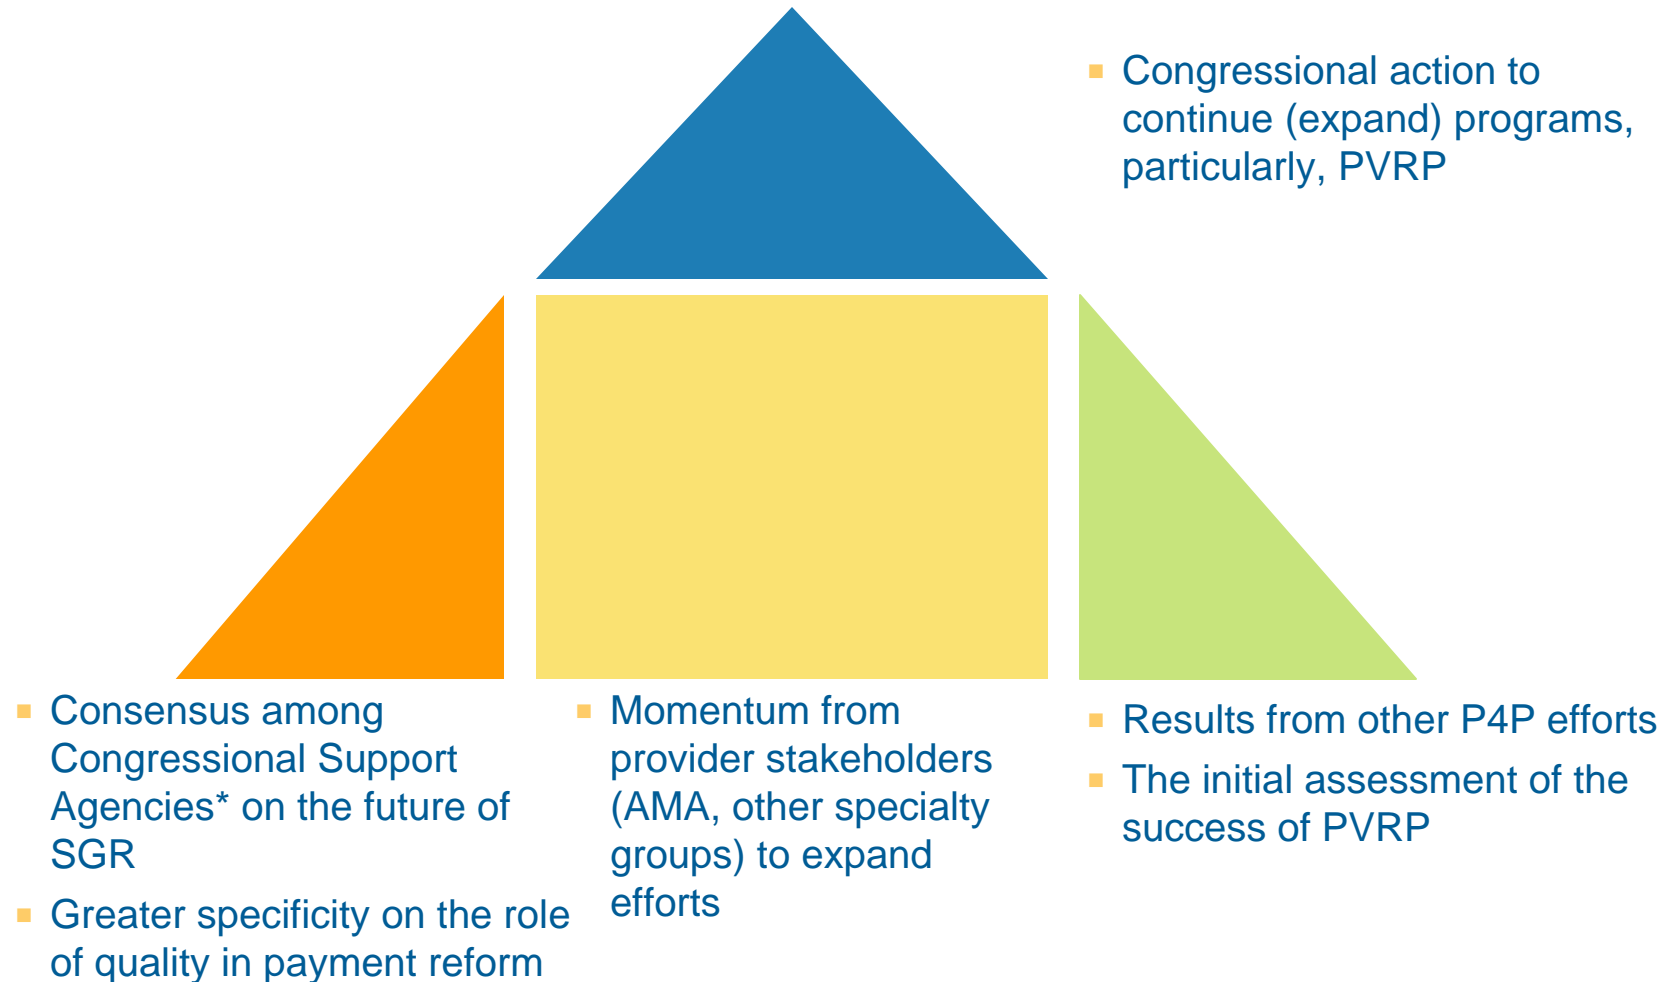 Congressional action to
continue (expand) programs,
particularly, PVRP
Consensus among
Congressional Support
Agencies* on the future of
SGR
Greater specificity on the role
of quality in payment reform
Momentum from
provider stakeholders
(AMA, other specialty
groups) to expand
efforts
Results from other P4P efforts
The initial assessment of the
success of PVRP